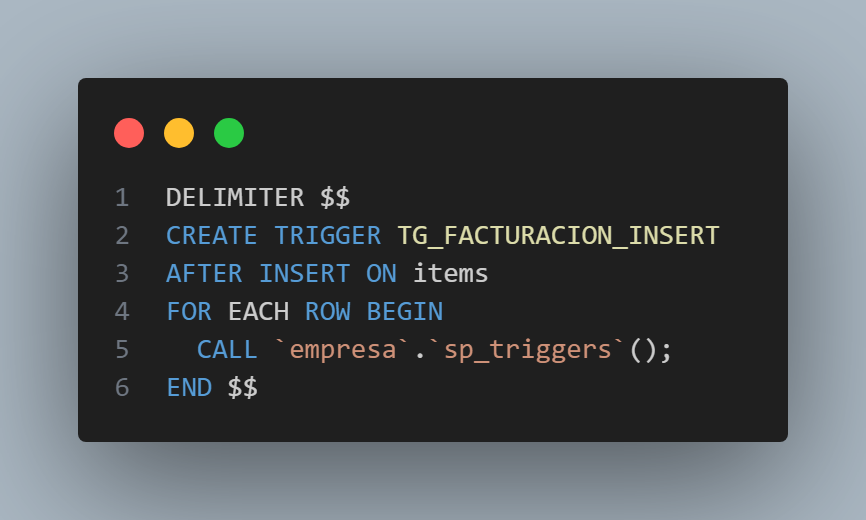 1 DELIMITER $$
2 CREATE TRIGGER TG_FACTURACION_INSERT
3 AFTER INSERT ON items
4 FOR EACH ROW BEGIN
5   CALL `empresa`.`sp_triggers`();
6 END $$